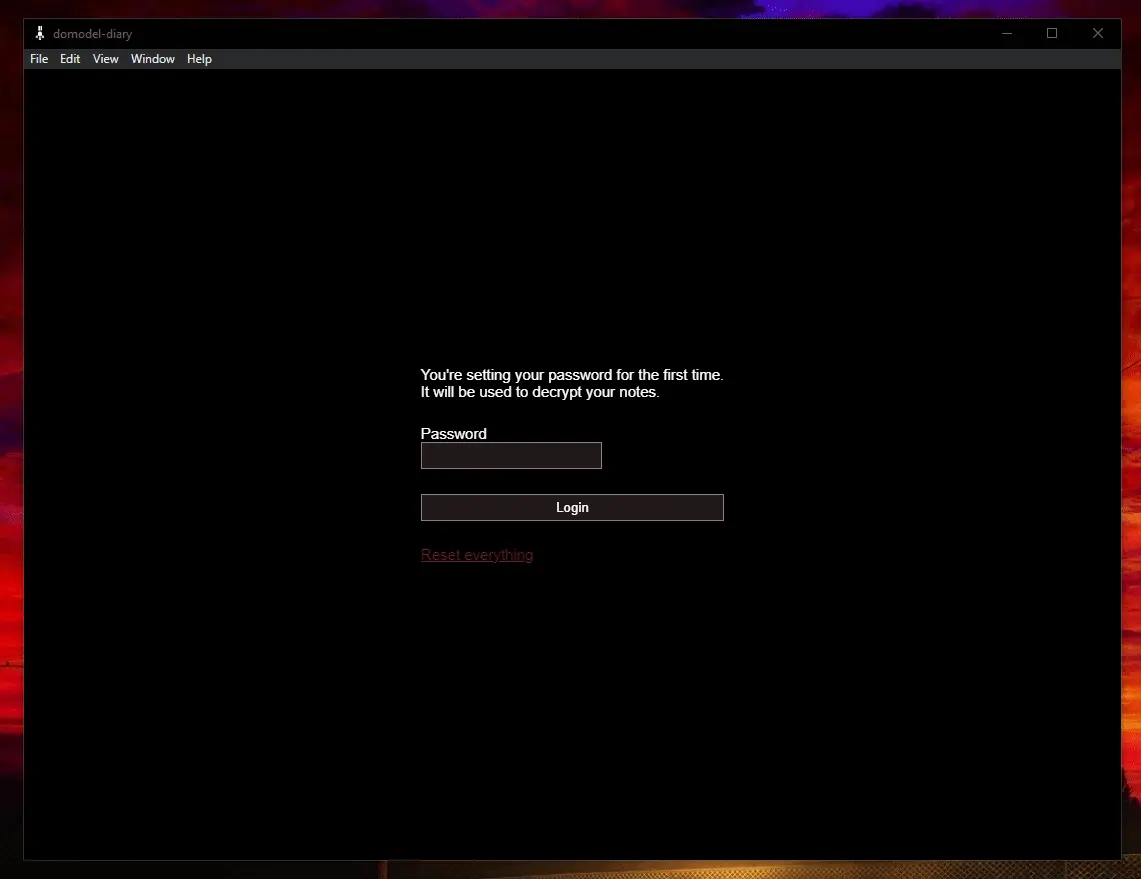 domodel-diary
File Edit View Window Help
You're setting your password for the first time.
It will be used to decrypt your notes.
Password
Login
Reset everything